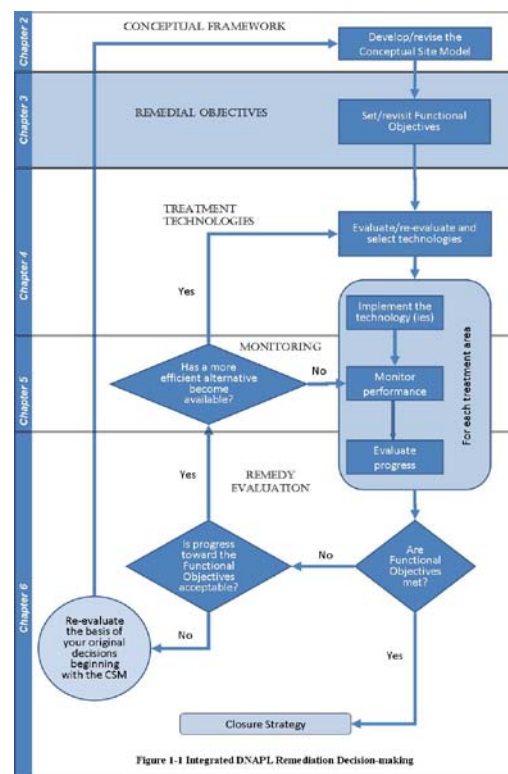 Chapter 2
CONCEPTUAL FRAMEWORK
Develop/revise the
Conceptual Site Model
Chapter 3
REMEDIAL OBJECTIVES
Set/revisit Functional
Objectives
Chapter 4
TREATMENT
TECHNOLOGIES
Evaluate/re-evaluate and
select technologies
Yes
Implement the
technology (ies)
For each treatment area
Chapter 5
MONITORING
Has a more
efficient alternative
become
available?
No
Monitor
performance
Evaluate
progress
Chapter 6
Yes
REMEDY
EVALUATION
Is progress
toward the
Functional
Objectives
acceptable?
No
Are
Functional
Objectives
met?
No
Re-evaluate
the basis of
your original
decisions
beginning
with the CSM
Yes
Closure Strategy
Figure 1-1 Integrated DNAPL Remediation Decision-making